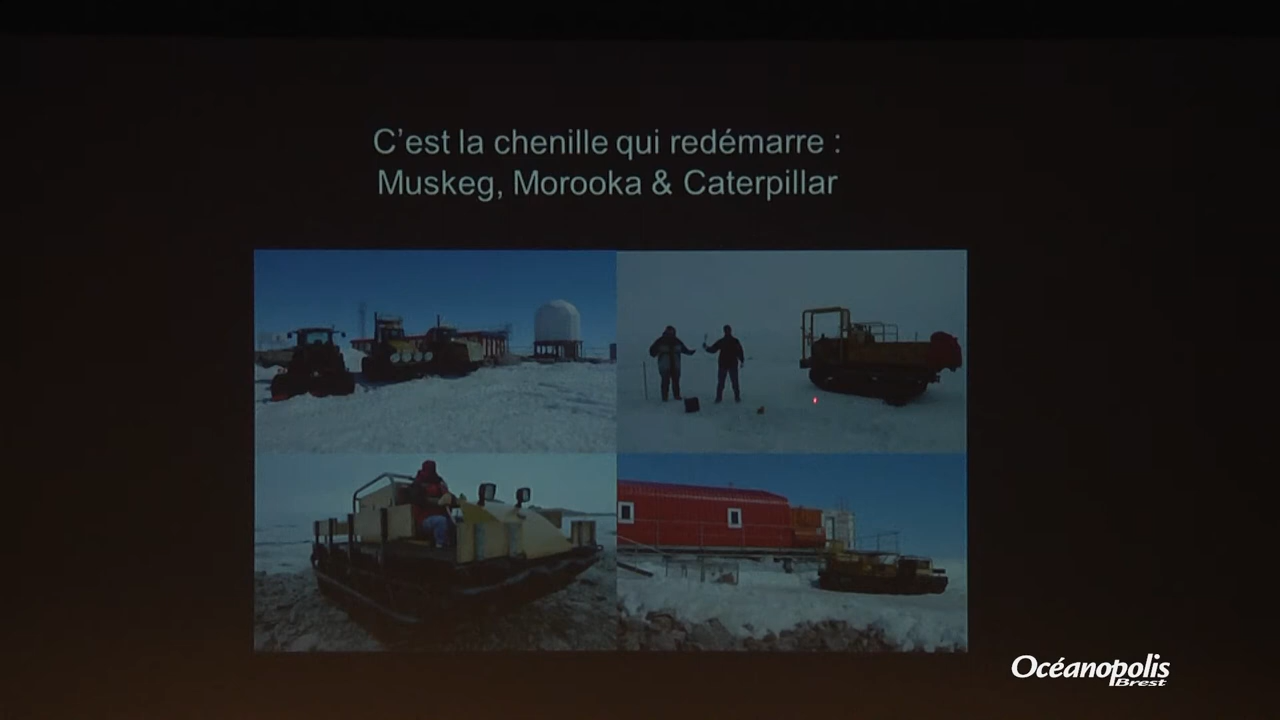 C'est la chenille qui redémarre :
Muskeg, Morooka & Caterpillar
Océanopolis
Brest